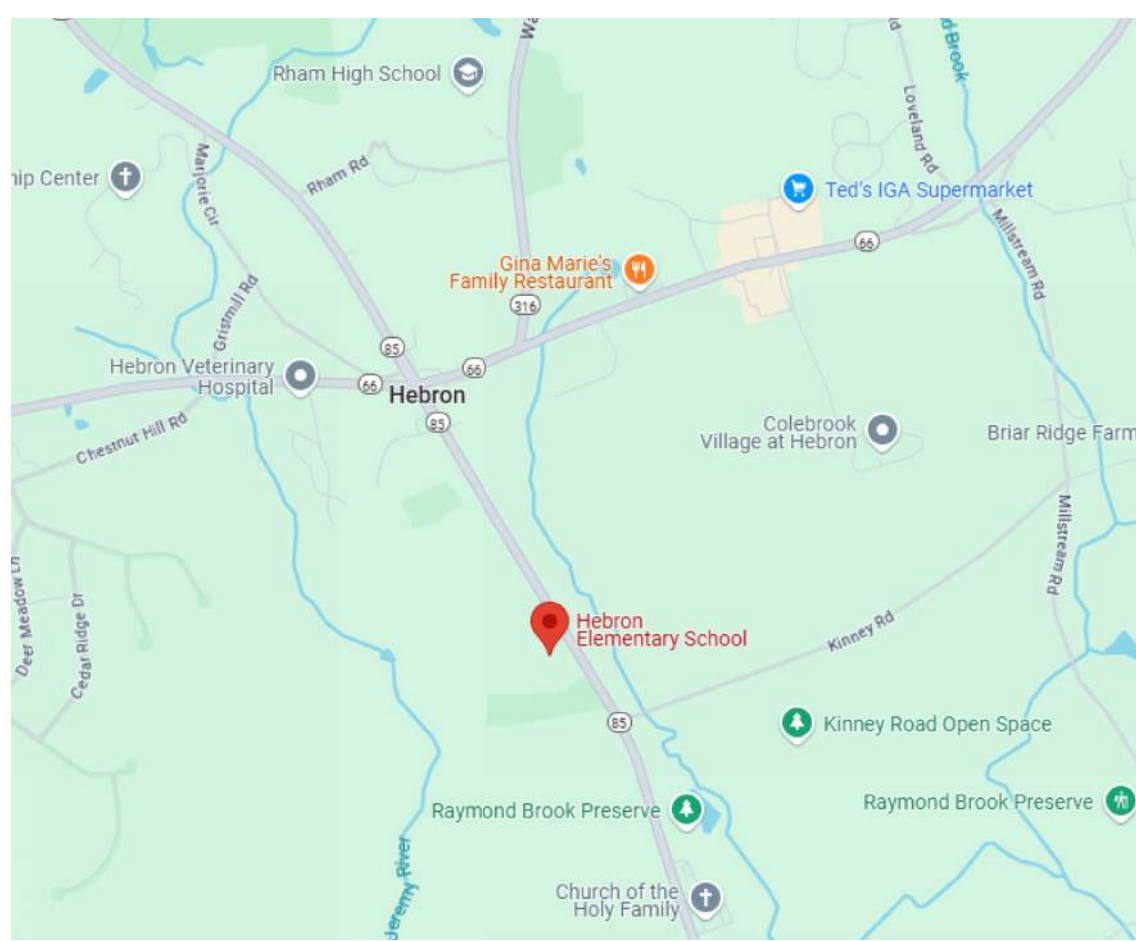 Wa
Rham High School
d Brook
Loveland Rd
Marjorie Cir
Rham Rd
hip Center
Ted's IGA Supermarket
66
Millstream Rd
Gina Marie's
Family Restaurant
316
Gristmill Rd
85
Hebron Veterinary
Hospital
66
66
Hebron
85
Chestnut Hill Rd
Colebrook
Village at Hebron
Briar Ridge Farm
Millstream Rd
Deer Meadow Ln
Cedar Ridge Dr
Hebron
Elementary School
Kinney Rd
85
Kinney Road Open Space
Raymond Brook Preserve
Raymond Brook Preserve
Jeremy River
Church of the
Holy Family